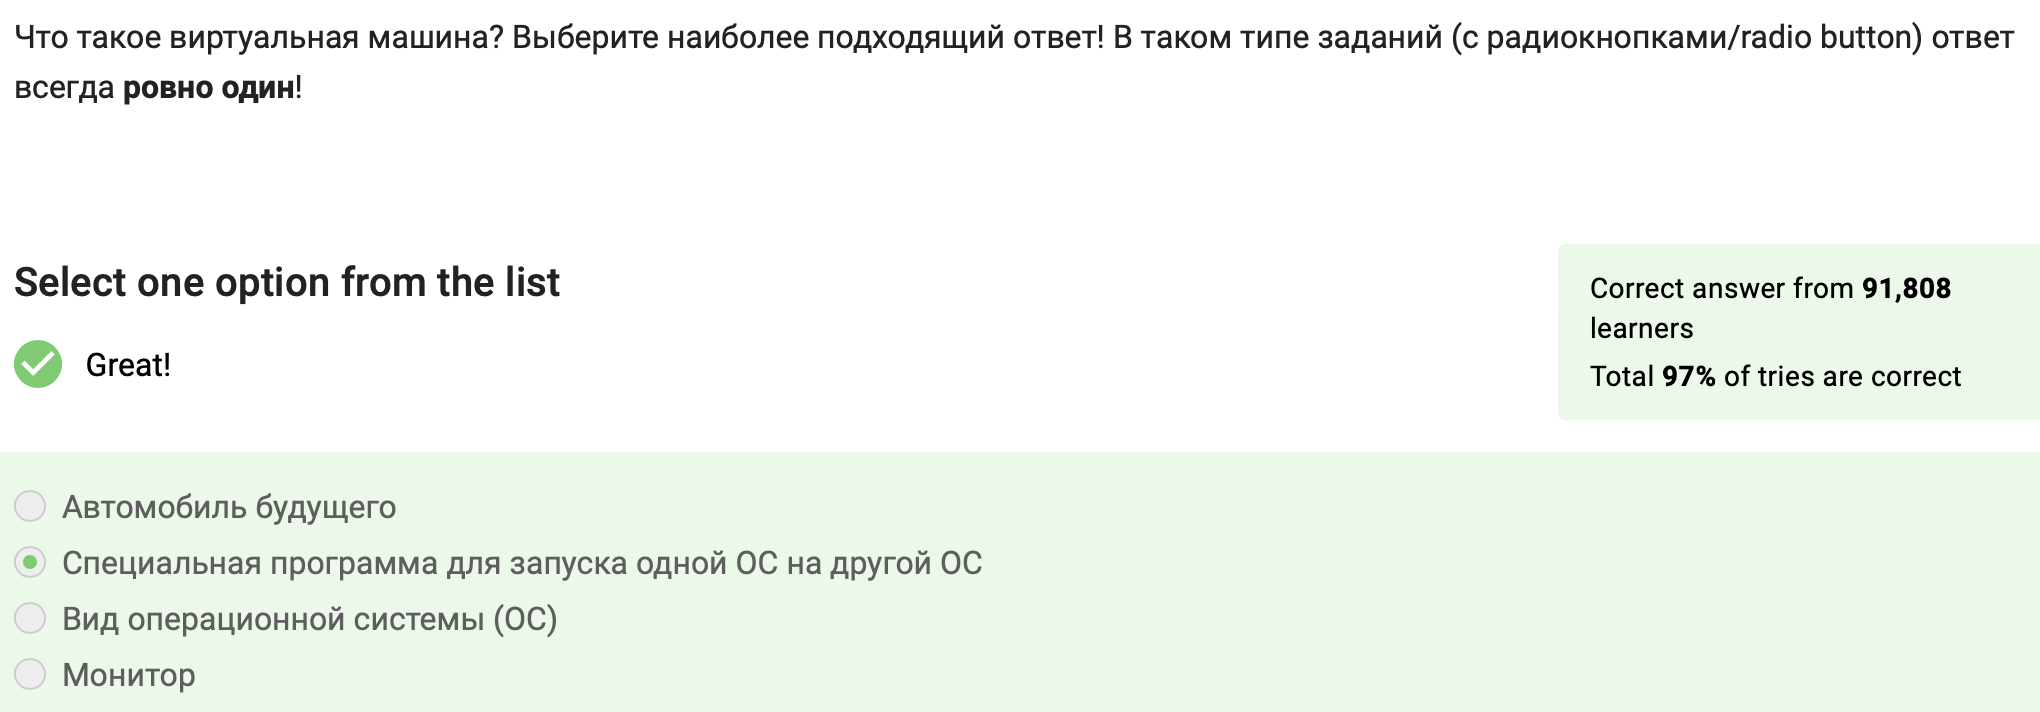 Что такое виртуальная машина? Выберите наиболее подходящий ответ! В таком типе заданий (с радиокнопками/radio button) ответ
всегда ровно один!
Select one option from the list
Great!
Correct answer from 91,808
learners
Total 97% of tries are correct
Автомобиль будущего
Специальная программа для запуска одной ОС на другой ОС
Вид операционной системы (ОС)
Монитор